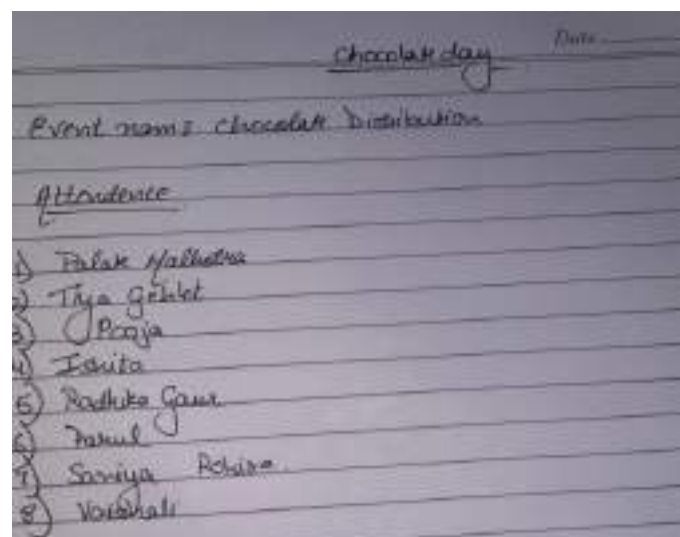 Chocolate day
Date
Event name: Chocolate Distribution
Attendence
1) Palak Malhotra
2) Tiya Gehlot
3) Pooja
4) Ishita
5) Radhika Gaur
6) Parul
7) Saniya
8) Vaishali